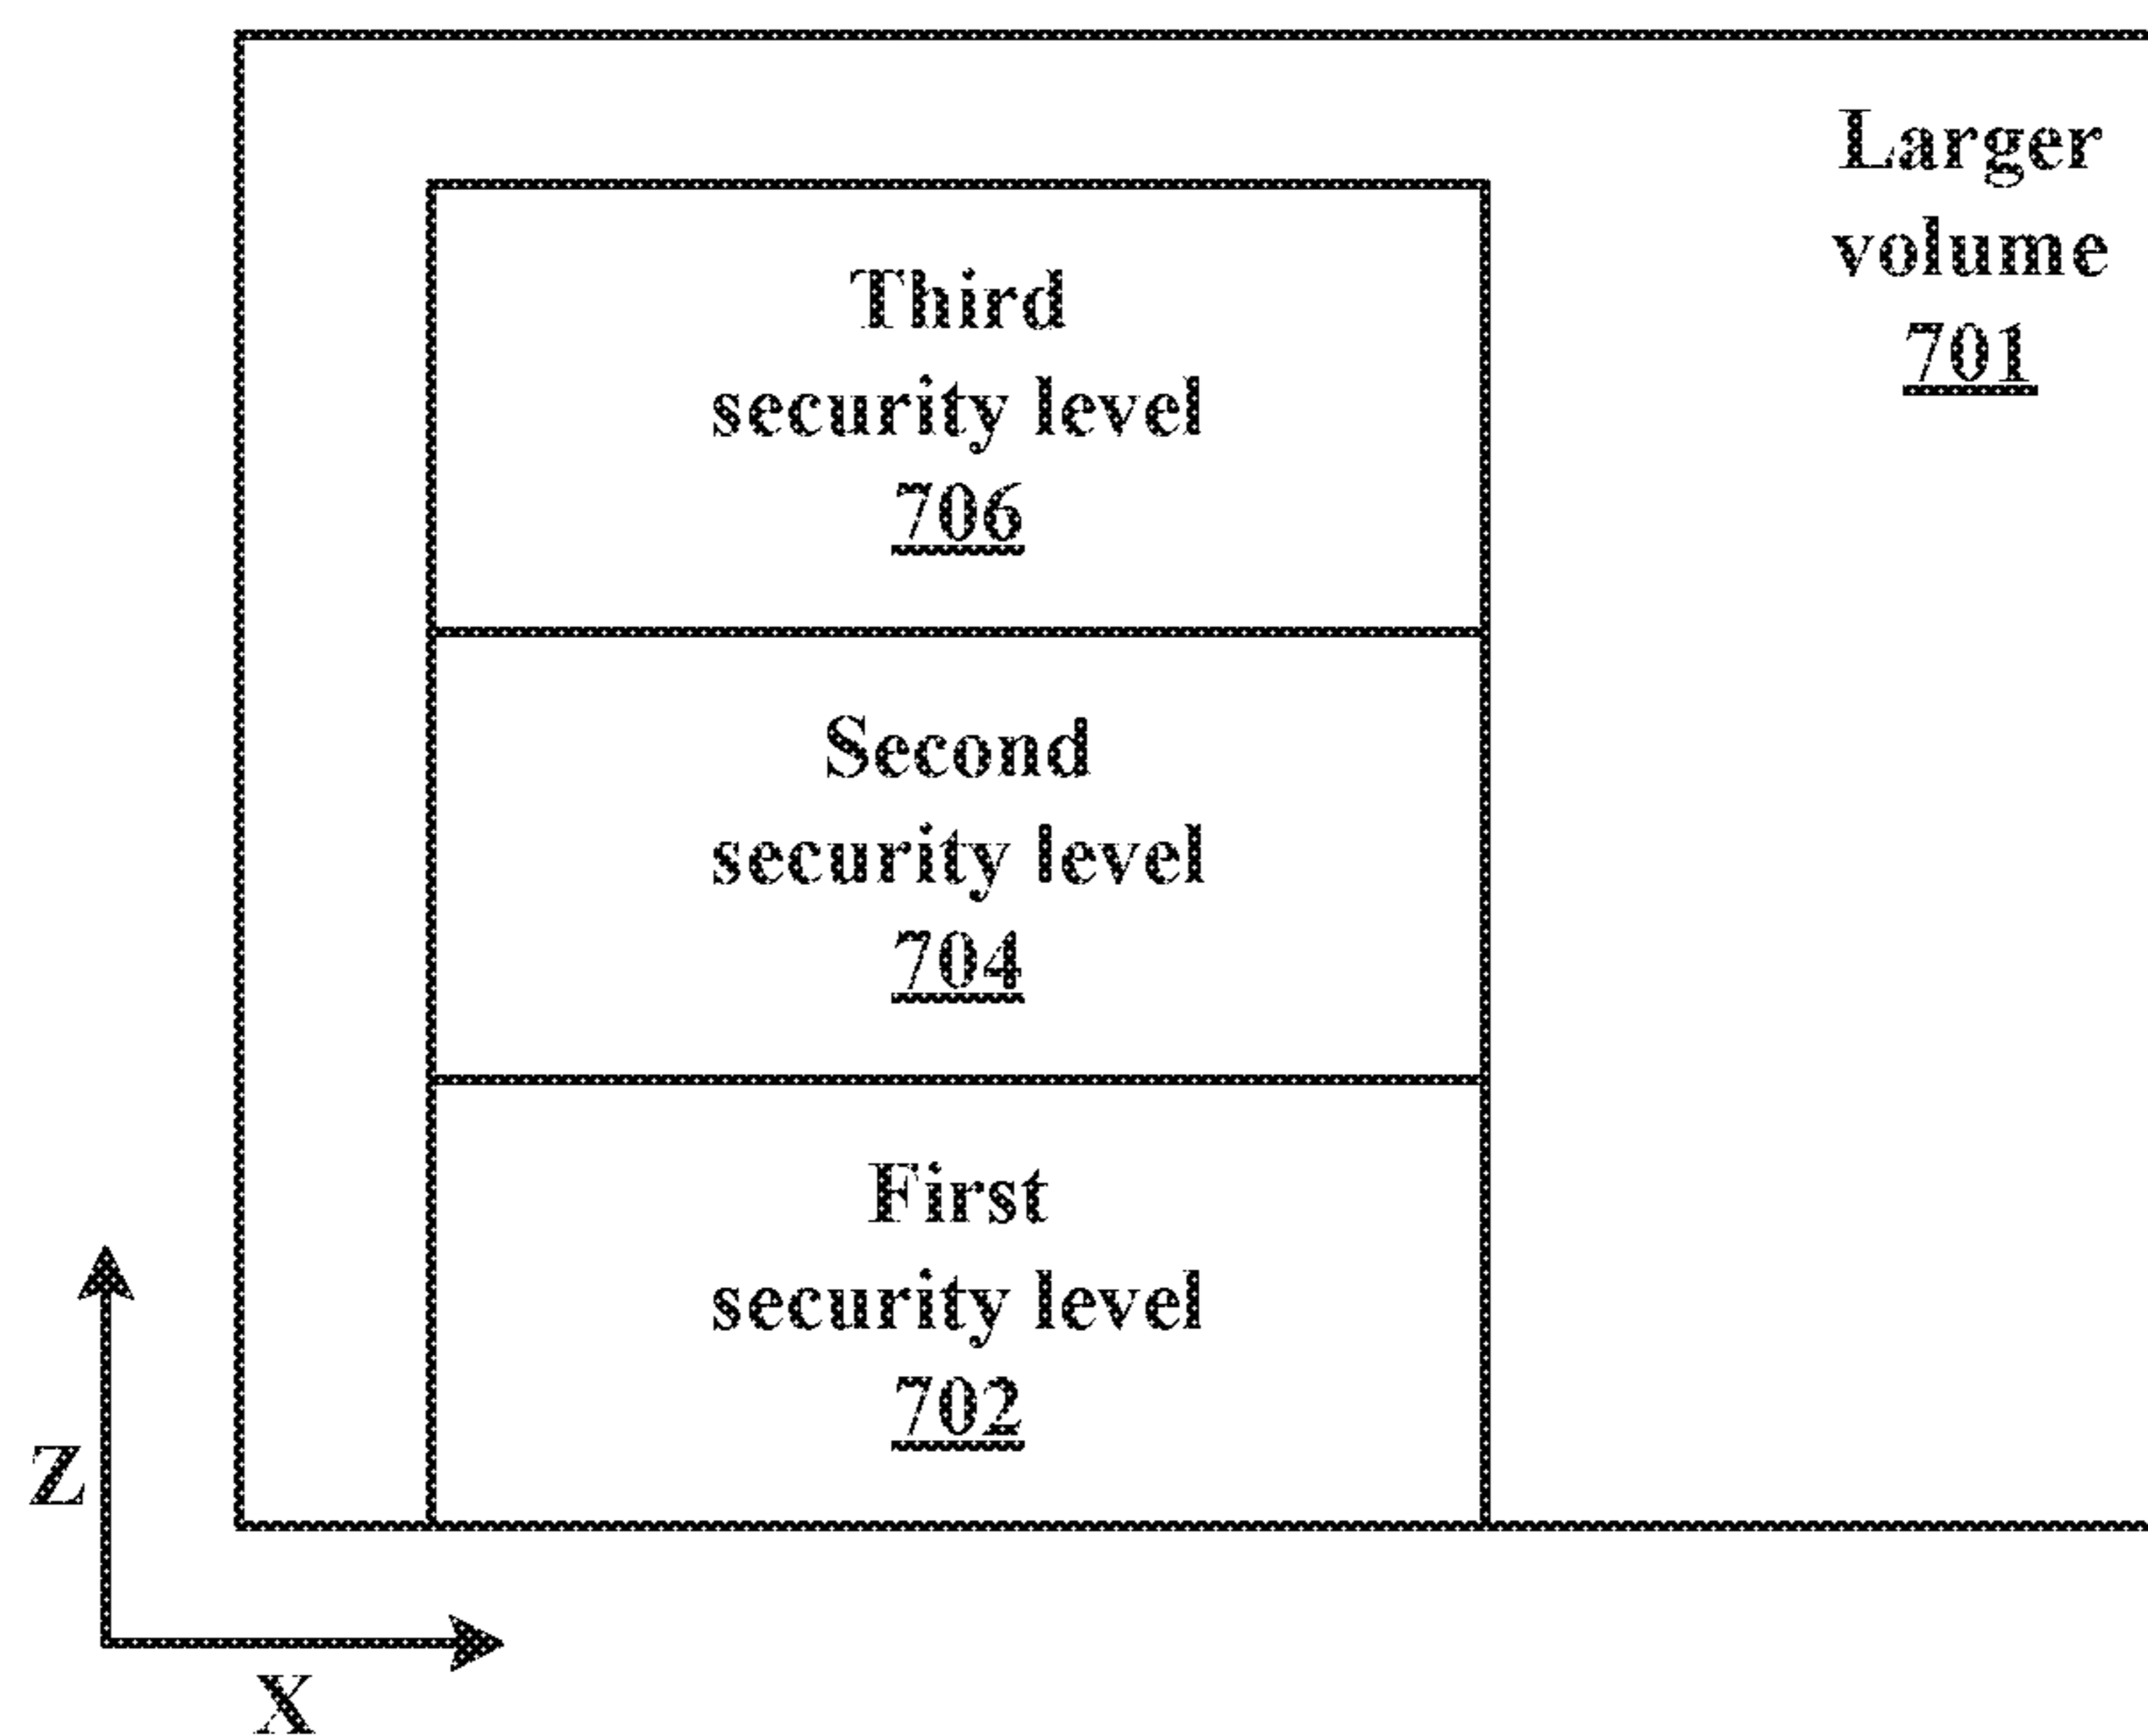 Larger
volume
701
Third
security level
706
Second
security level
704
First
security level
702
Z
X